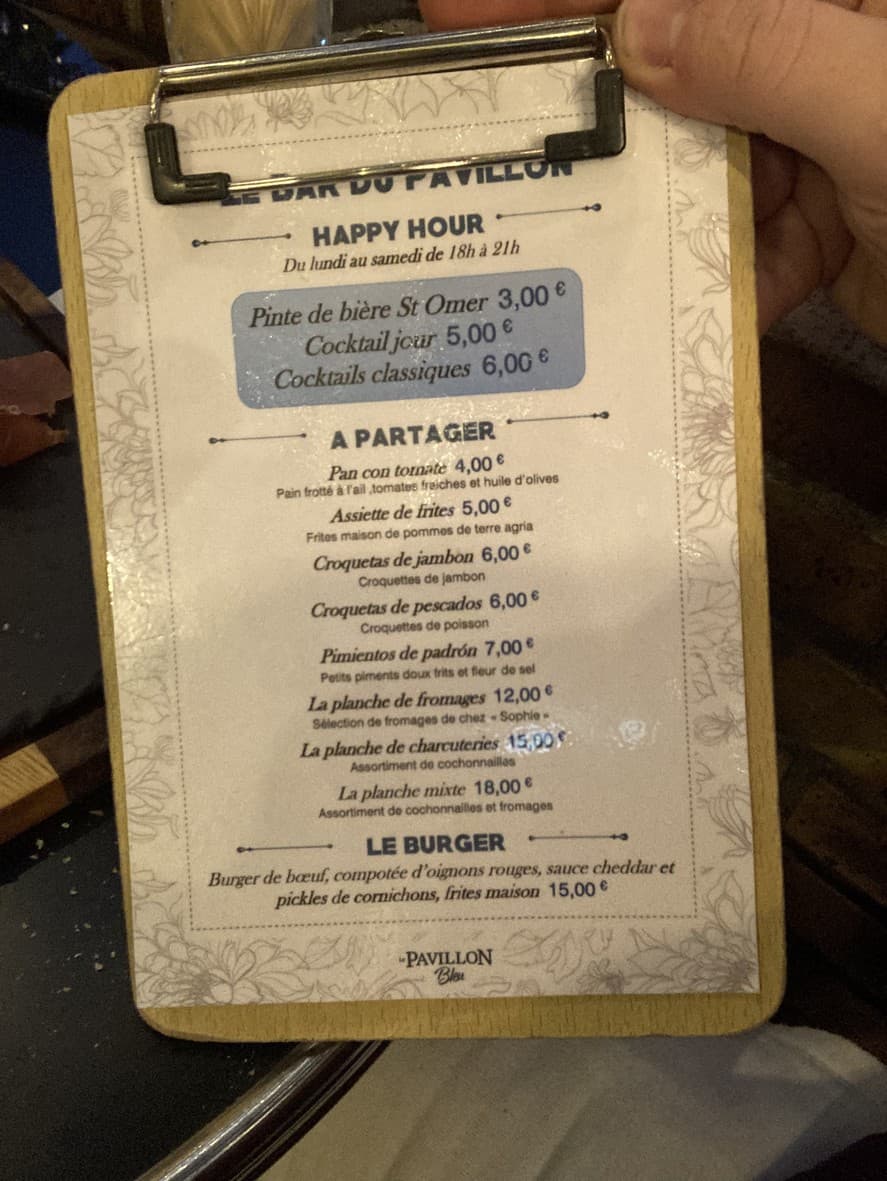 LE BAR DU PAVILLON
HAPPY HOUR
Du lundi au samedi de 18h à 21h
Pinte de bière St Omer 3,00 €
Cocktail jour 5,00 €
Cocktails classiques 6,00 €
A PARTAGER
Pan con tomate 4,00 €
Pain frotté à l'ail ,tomates fraiches et huile d'olives
Assiette de frites 5,00 €
Frites maison de pommes de terre agria
Croquetas de jambon 6,00 €
Croquettes de jambon
Croquetas de pescados 6,00 €
Croquettes de poisson
Pimientos de padrón 7,00 €
Petits piments doux frits et fleur de sel
La planche de fromages 12,00 €
Sélection de fromages de chez « Sophie »
La planche de charcuteries 15,00 €
Assortiment de cochonnailles
La planche mixte 18,00 €
Assortiment de cochonnailles et fromages
LE BURGER
Burger de bœuf, compotée d'oignons rouges, sauce cheddar et
pickles de cornichons, frites maison 15,00 €
Le PAVILLON
Bleu